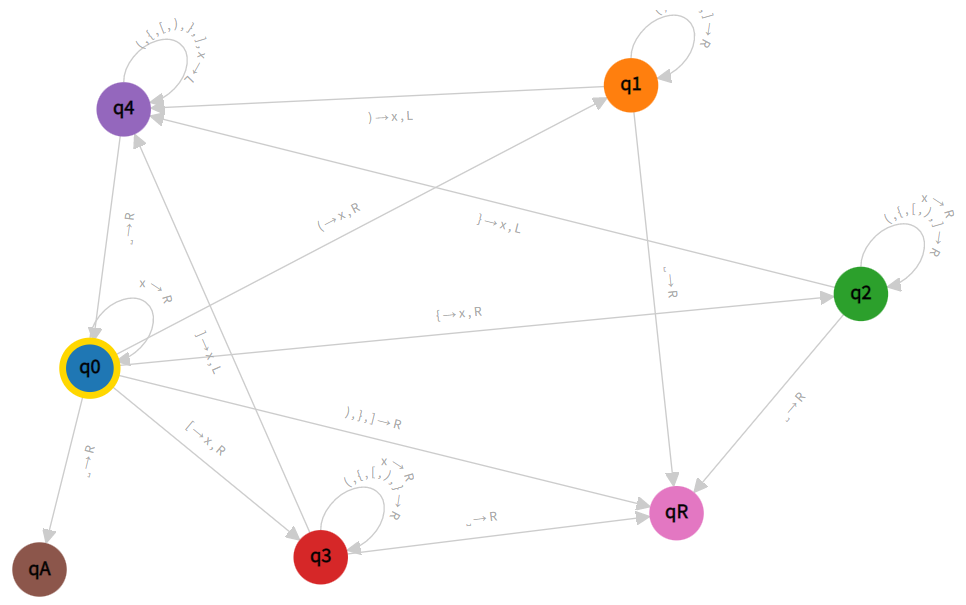 (,{,[,),},],x→L
q4
(,
,]→R
q1
)→x,L
(→x,R
}→x,L
x→R
(,{,[,),]→R
q2
→R
x→R
{→x,R
q0
]→x,L
[→x,R
),},]→R
x→R
(,{,[,),}→R
q3
␣→R
qR
qA